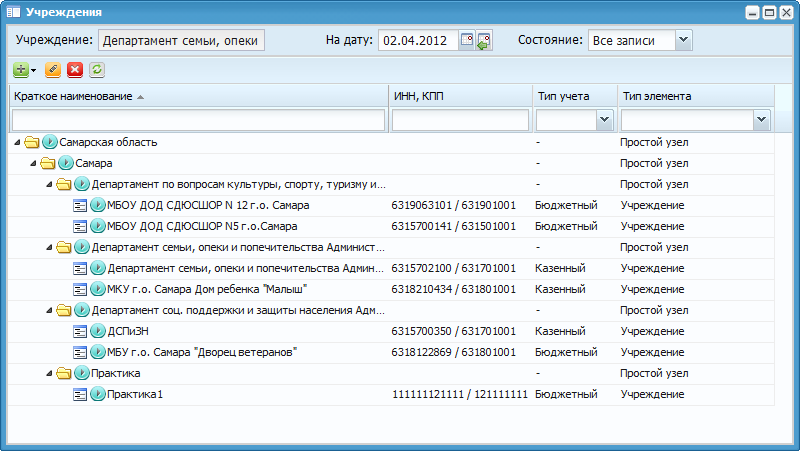 Учреждения
Учреждение: Департамент семьи, опеки На дату: 02.04.2012 Состояние: Все записи
Краткое наименование ИНН, КПП Тип учета Тип элемента
Самарская область - Простой узел
Самара - Простой узел
Департамент по вопросам культуры, спорту, туризму и... - Простой узел
МБОУ ДОД СДЮСШОР N 12 г.о. Самара 6319063101 / 631901001 Бюджетный Учреждение
МБОУ ДОД СДЮСШОР N5 г.о.Самара 6315700141 / 631501001 Бюджетный Учреждение
Департамент семьи, опеки и попечительства Админист... - Простой узел
Департамент семьи, опеки и попечительства Админ... 6315702100 / 631701001 Казенный Учреждение
МКУ г.о. Самара Дом ребенка "Малыш" 6318210434 / 631801001 Казенный Учреждение
Департамент соц. поддержки и защиты населения Адм... - Простой узел
ДСПиЗН 6315700350 / 631701001 Казенный Учреждение
МБУ г.о. Самара "Дворец ветеранов" 6318122869 / 631801001 Бюджетный Учреждение
Практика - Простой узел
Практика1 111111121111 / 121111111 Бюджетный Учреждение